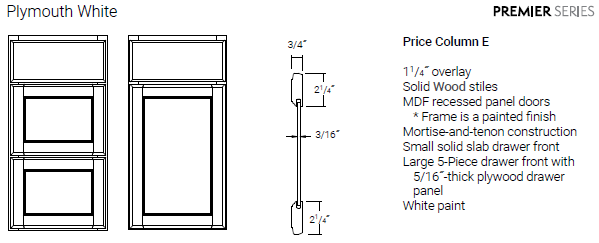 Plymouth White
PREMIER SERIES
3/4″
2 1/4″
3/16″
2 1/4″
Price Column E
1 1/4″ overlay
Solid Wood stiles
MDF recessed panel doors
* Frame is a painted finish
Mortise-and-tenon construction
Small solid slab drawer front
Large 5-Piece drawer front with
5/16″-thick plywood drawer
panel
White paint